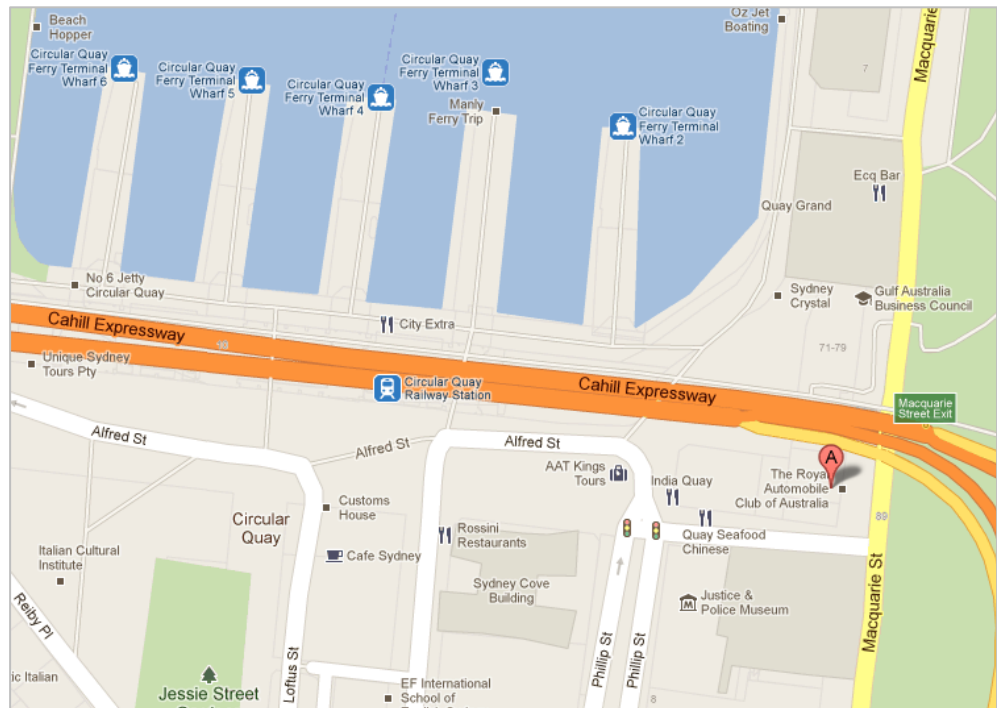 Beach
Hopper
Oz Jet
Boating
Macquarie
Circular Quay
Ferry Terminal
Wharf 6
Circular Quay
Ferry Terminal
Wharf 5
Circular Quay
Ferry Terminal
Wharf 4
Circular Quay
Ferry Terminal
Wharf 3
Manly
Ferry Trip
Circular Quay
Ferry Terminal
Wharf 2
7
Ecq Bar
Quay Grand
No 6 Jetty
Circular Quay
Sydney
Crystal
Gulf Australia
Business Council
City Extra
Cahill Expressway
71-79
Unique Sydney
Tours Pty
Circular Quay
Railway Station
Cahill Expressway
Macquarie
Street Exit
Alfred St
Alfred St
Alfred St
A
AAT Kings
Tours
India Quay
The Royal
Automobile
Club of Australia
Customs
House
Circular
Quay
89
Rossini
Restaurants
Quay Seafood
Chinese
Italian Cultural
Institute
Cafe Sydney
Sydney Cove
Building
Justice &
Police Museum
Macquarie St
Reiby Pl
Loftus St
Phillip St
Phillip St
tic Italian
Jessie Street
EF International
School of
8